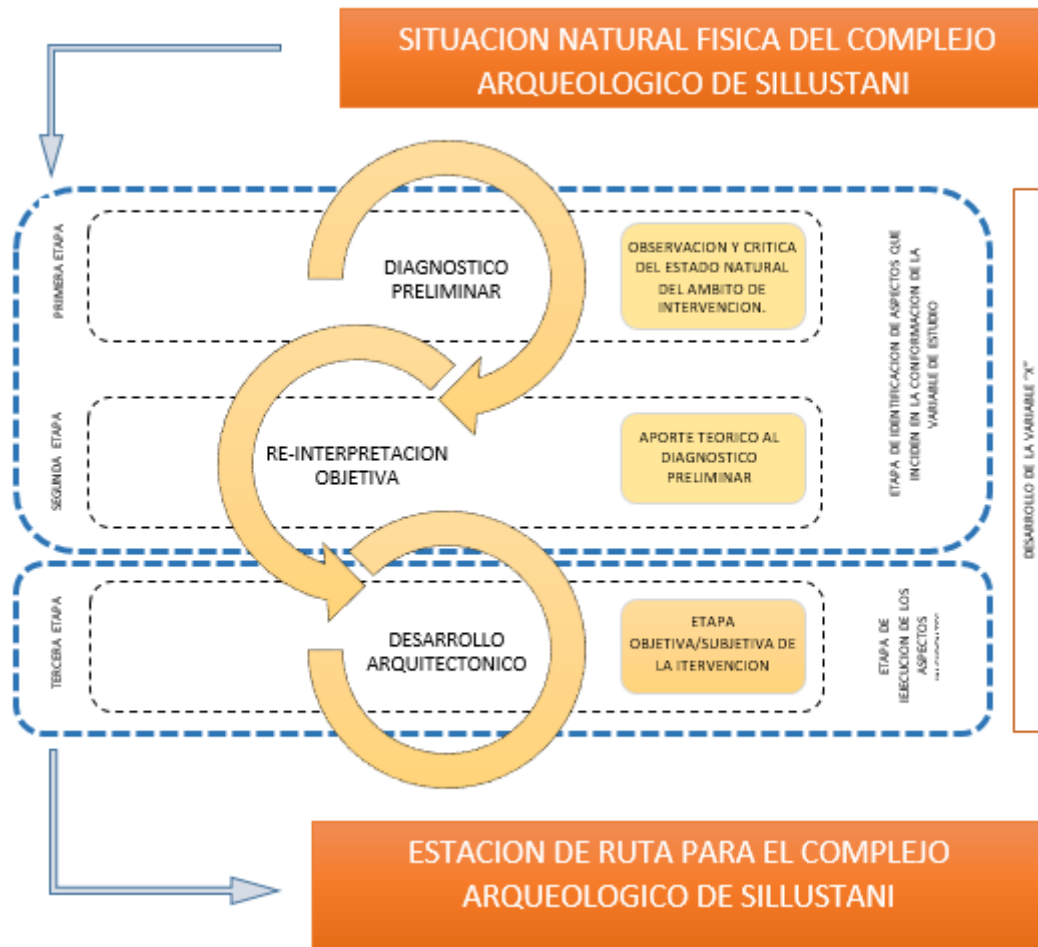 SITUACION NATURAL FISICA DEL COMPLEJO
ARQUEOLOGICO DE SILLUSTANI
PRIMERA ETAPA
DIAGNOSTICO
PRELIMINAR
OBSERVACION Y CRITICA
DEL ESTADO NATURAL
DEL AMBITO DE
INTERVENCION.
SEGUNDA ETAPA
RE-INTERPRETACION
OBJETIVA
APORTE TEORICO AL
DIAGNOSTICO
PRELIMINAR
ETAPA DE IDENTIFICACION DE ASPECTOS QUE
INCIDEN EN LA CONFORMACION DE LA
VARIABLE DE ESTUDIO
TERCERA ETAPA
DESARROLLO
ARQUITECTONICO
ETAPA
OBJETIVA/SUBJETIVA DE
LA ITERVENCION
ETAPA DE
EJECUCION DE LOS
ASPECTOS
DESARROLLO DE LA VARIABLE "X"
ESTACION DE RUTA PARA EL COMPLEJO
ARQUEOLOGICO DE SILLUSTANI